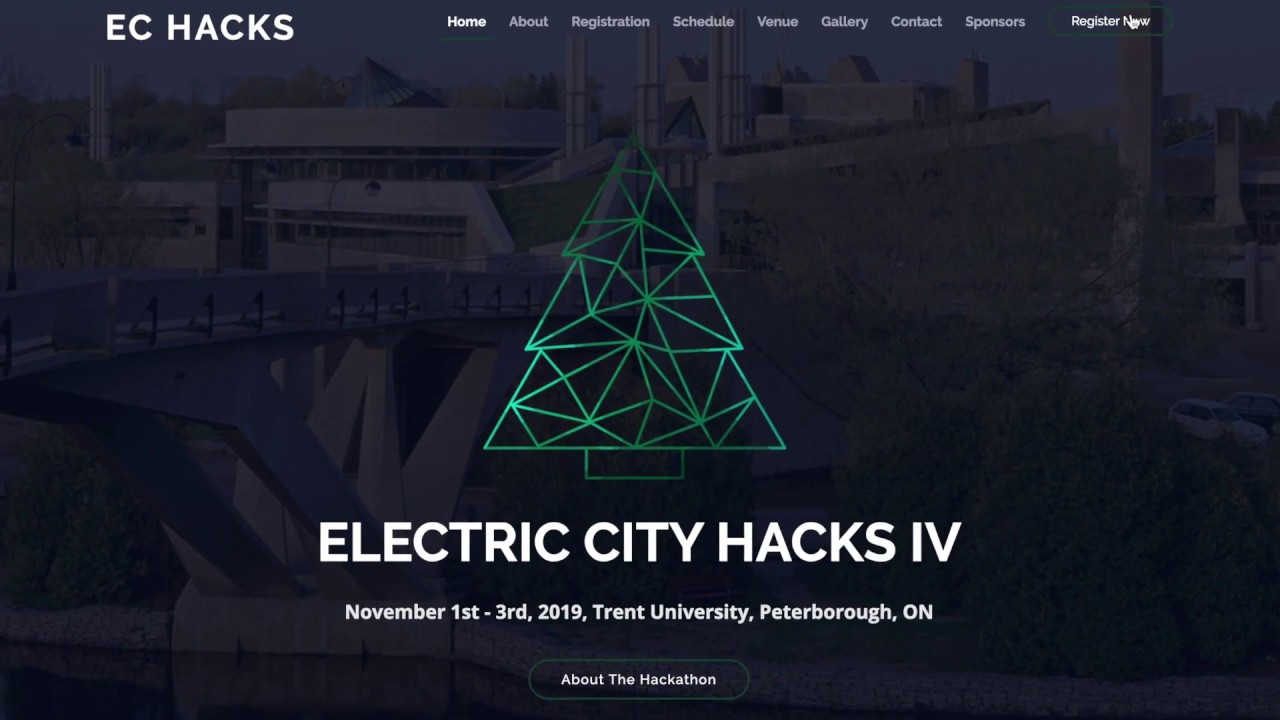 EC HACKS
Home About Registration Schedule Venue Gallery Contact Sponsors Register Now
ELECTRIC CITY HACKS IV
November 1st - 3rd, 2019, Trent University, Peterborough, ON
About The Hackathon